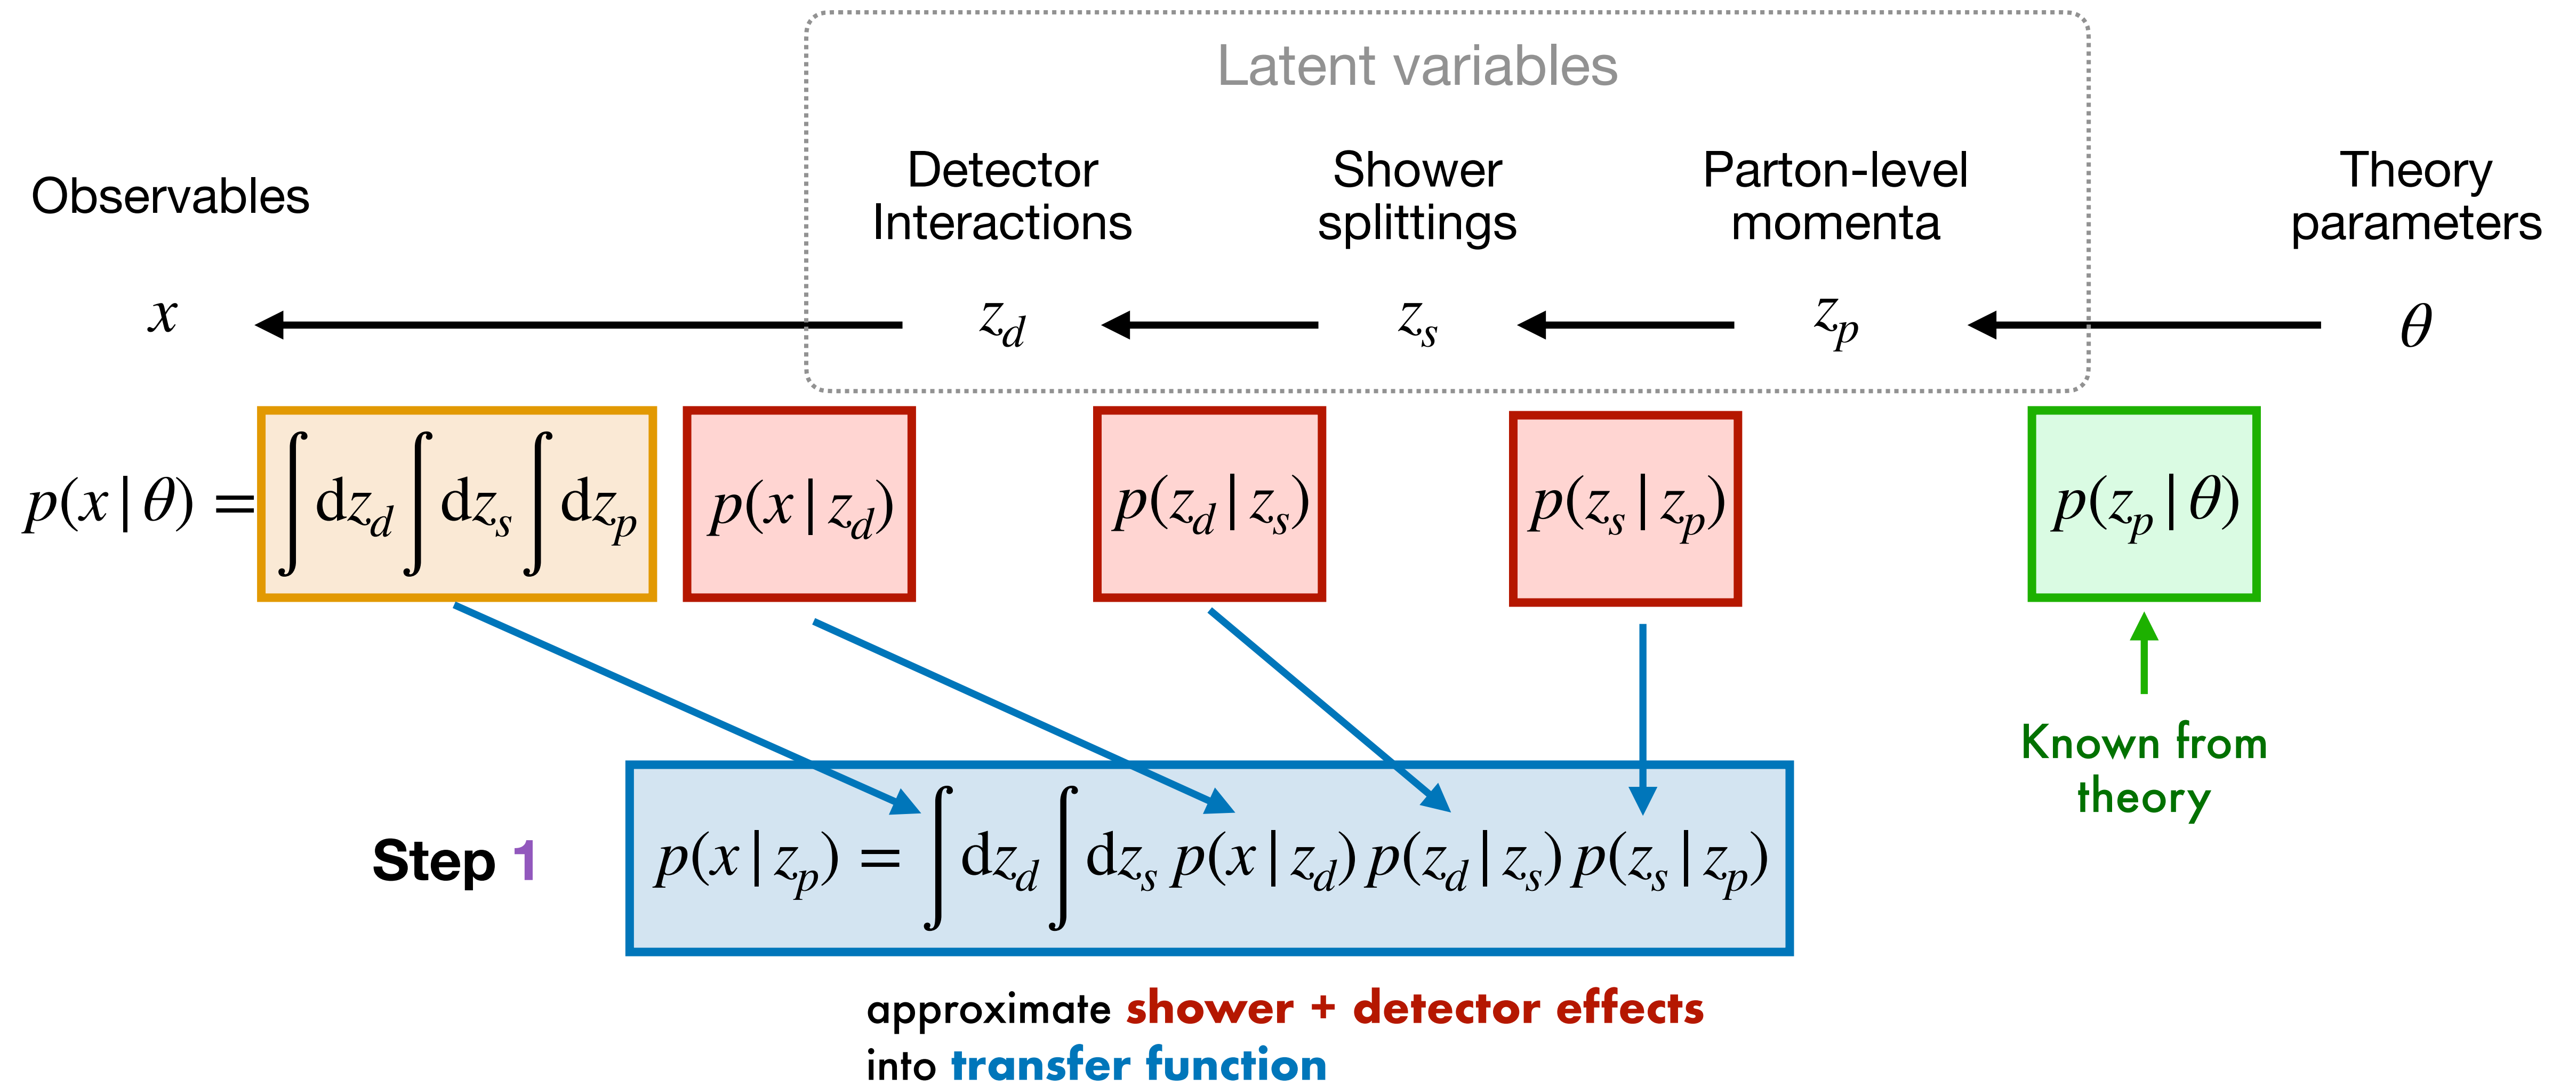 Latent variables
Observables
Detector
Interactions
Shower
splittings
Parton-level
momenta
Theory
parameters
x
z_d
z_s
z_p
θ
p(x|θ) = ∫dz_d ∫dz_s ∫dz_p p(x|z_d) p(z_d|z_s) p(z_s|z_p) p(z_p|θ)
Known from
theory
Step 1
p(x|z_p) = ∫dz_d ∫dz_s p(x|z_d) p(z_d|z_s) p(z_s|z_p)
approximate shower + detector effects
into transfer function